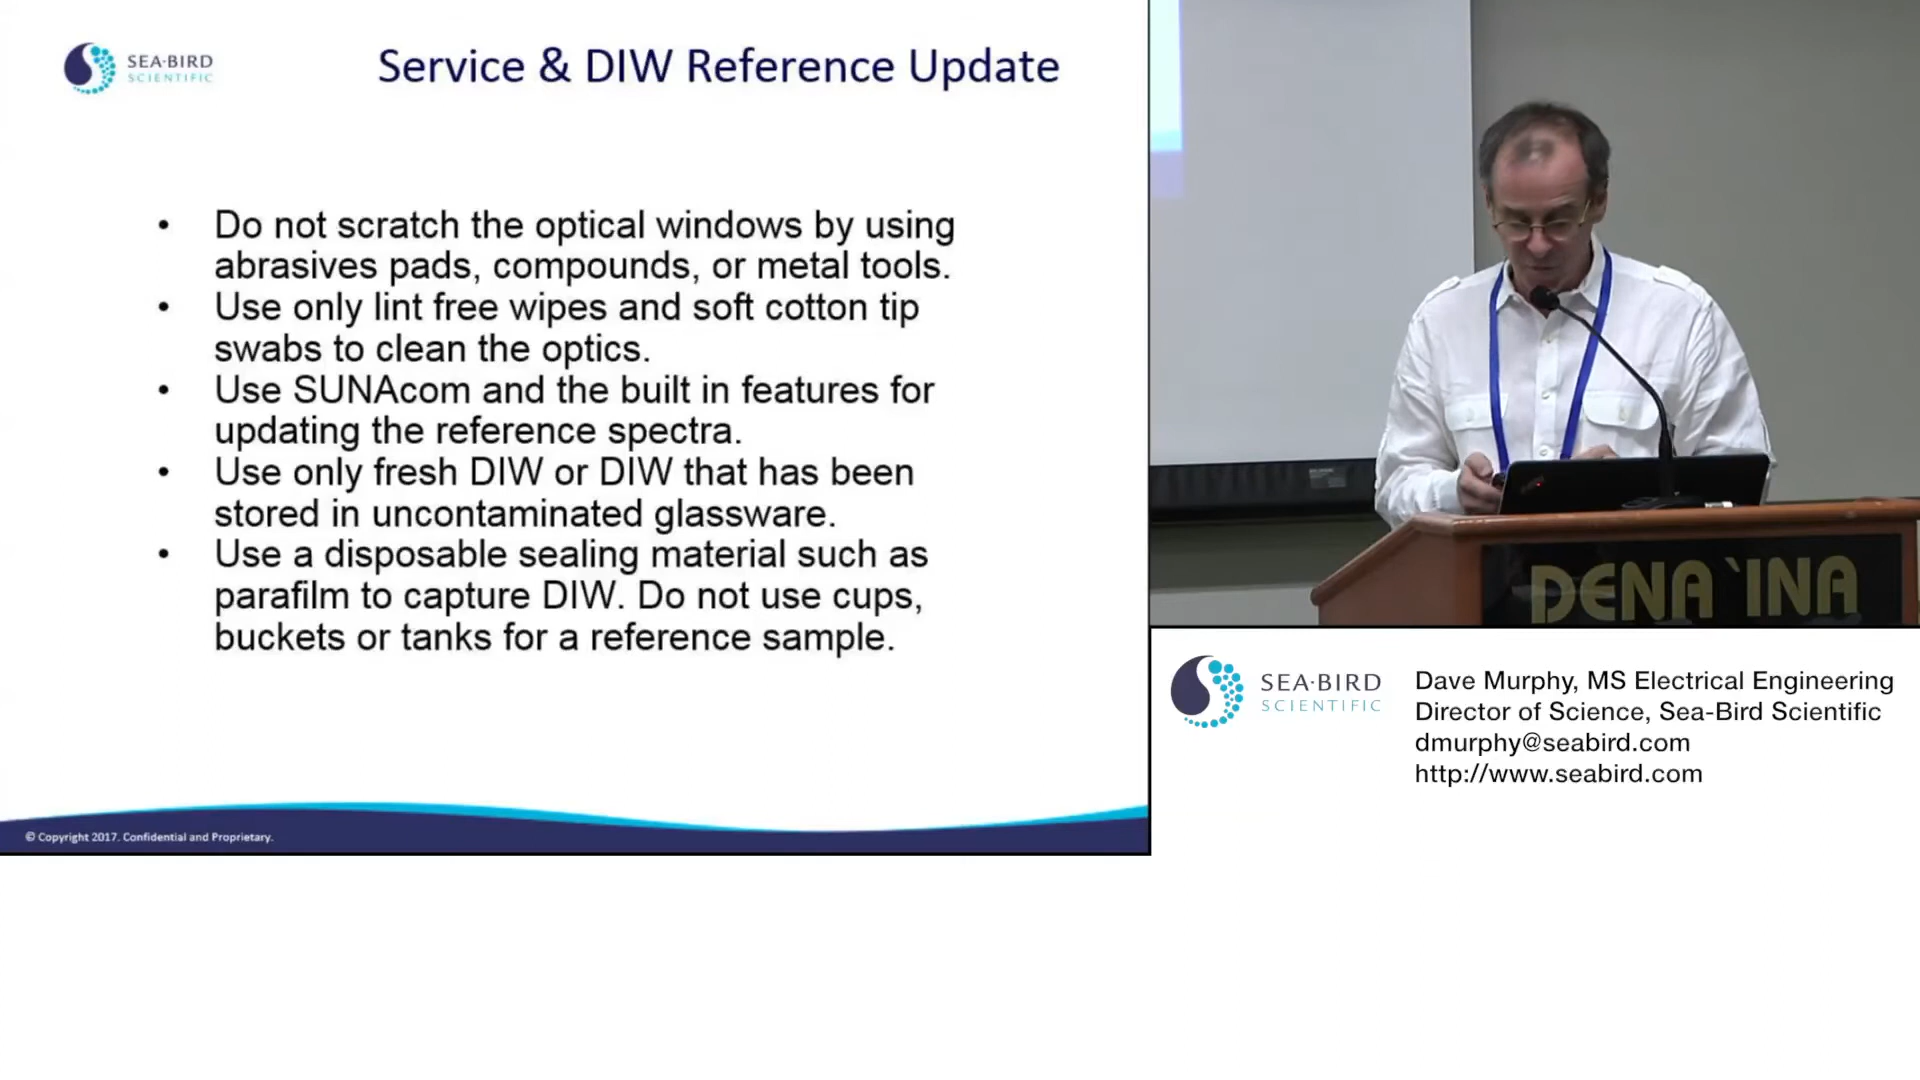 SEA·BIRD
SCIENTIFIC
Service & DIW Reference Update
• Do not scratch the optical windows by using
abrasives pads, compounds, or metal tools.
• Use only lint free wipes and soft cotton tip
swabs to clean the optics.
• Use SUNAcom and the built in features for
updating the reference spectra.
• Use only fresh DIW or DIW that has been
stored in uncontaminated glassware.
• Use a disposable sealing material such as
parafilm to capture DIW. Do not use cups,
buckets or tanks for a reference sample.
© Copyright 2017. Confidential and Proprietary.
DENA`INA
SEA·BIRD
SCIENTIFIC
Dave Murphy, MS Electrical Engineering
Director of Science, Sea-Bird Scientific
dmurphy@seabird.com
http://www.seabird.com